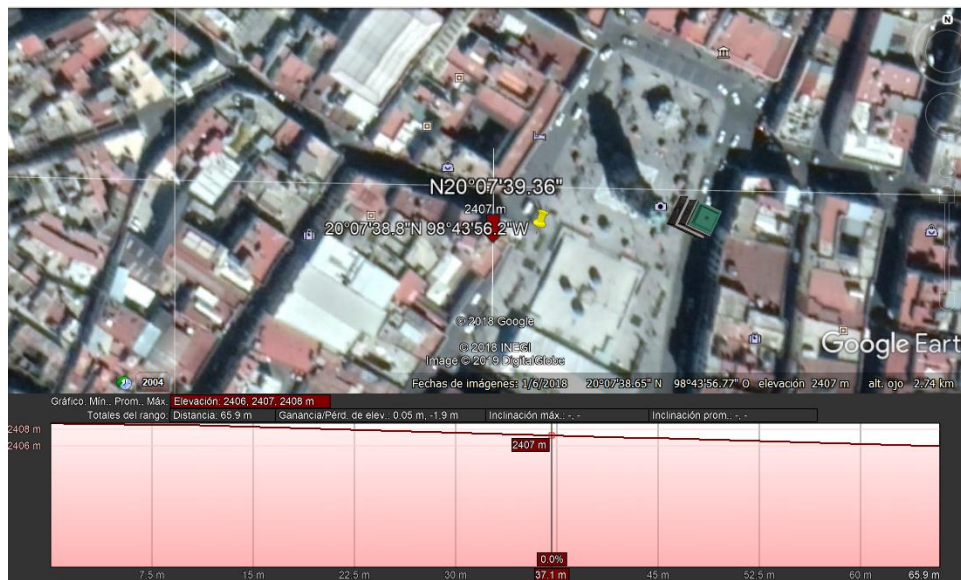 N
N20°07'39.36"
2407 m
20°07'38.8"N 98°43'56.2"W
© 2018 Google
© 2018 INEGI
Image © 2019 DigitalGlobe
Google Eart
2004
Fechas de imágenes: 1/6/2018 20°07'38.65" N 98°43'56.77" O elevación 2407 m alt. ojo 2.74 km
Gráfico: Mín.. Prom.. Máx. Elevación: 2406, 2407, 2408 m
Totales del rango: Distancia: 65.9 m Ganancia/Pérd. de elev.: 0.05 m, -1.9 m Inclinación máx.: -, - Inclinación prom.: -, -
2408 m
2406 m
2407 m
0.0%
7.5 m 15 m 22.5 m 30 m 37.1 m 45 m 52.5 m 60 m 65.9 m